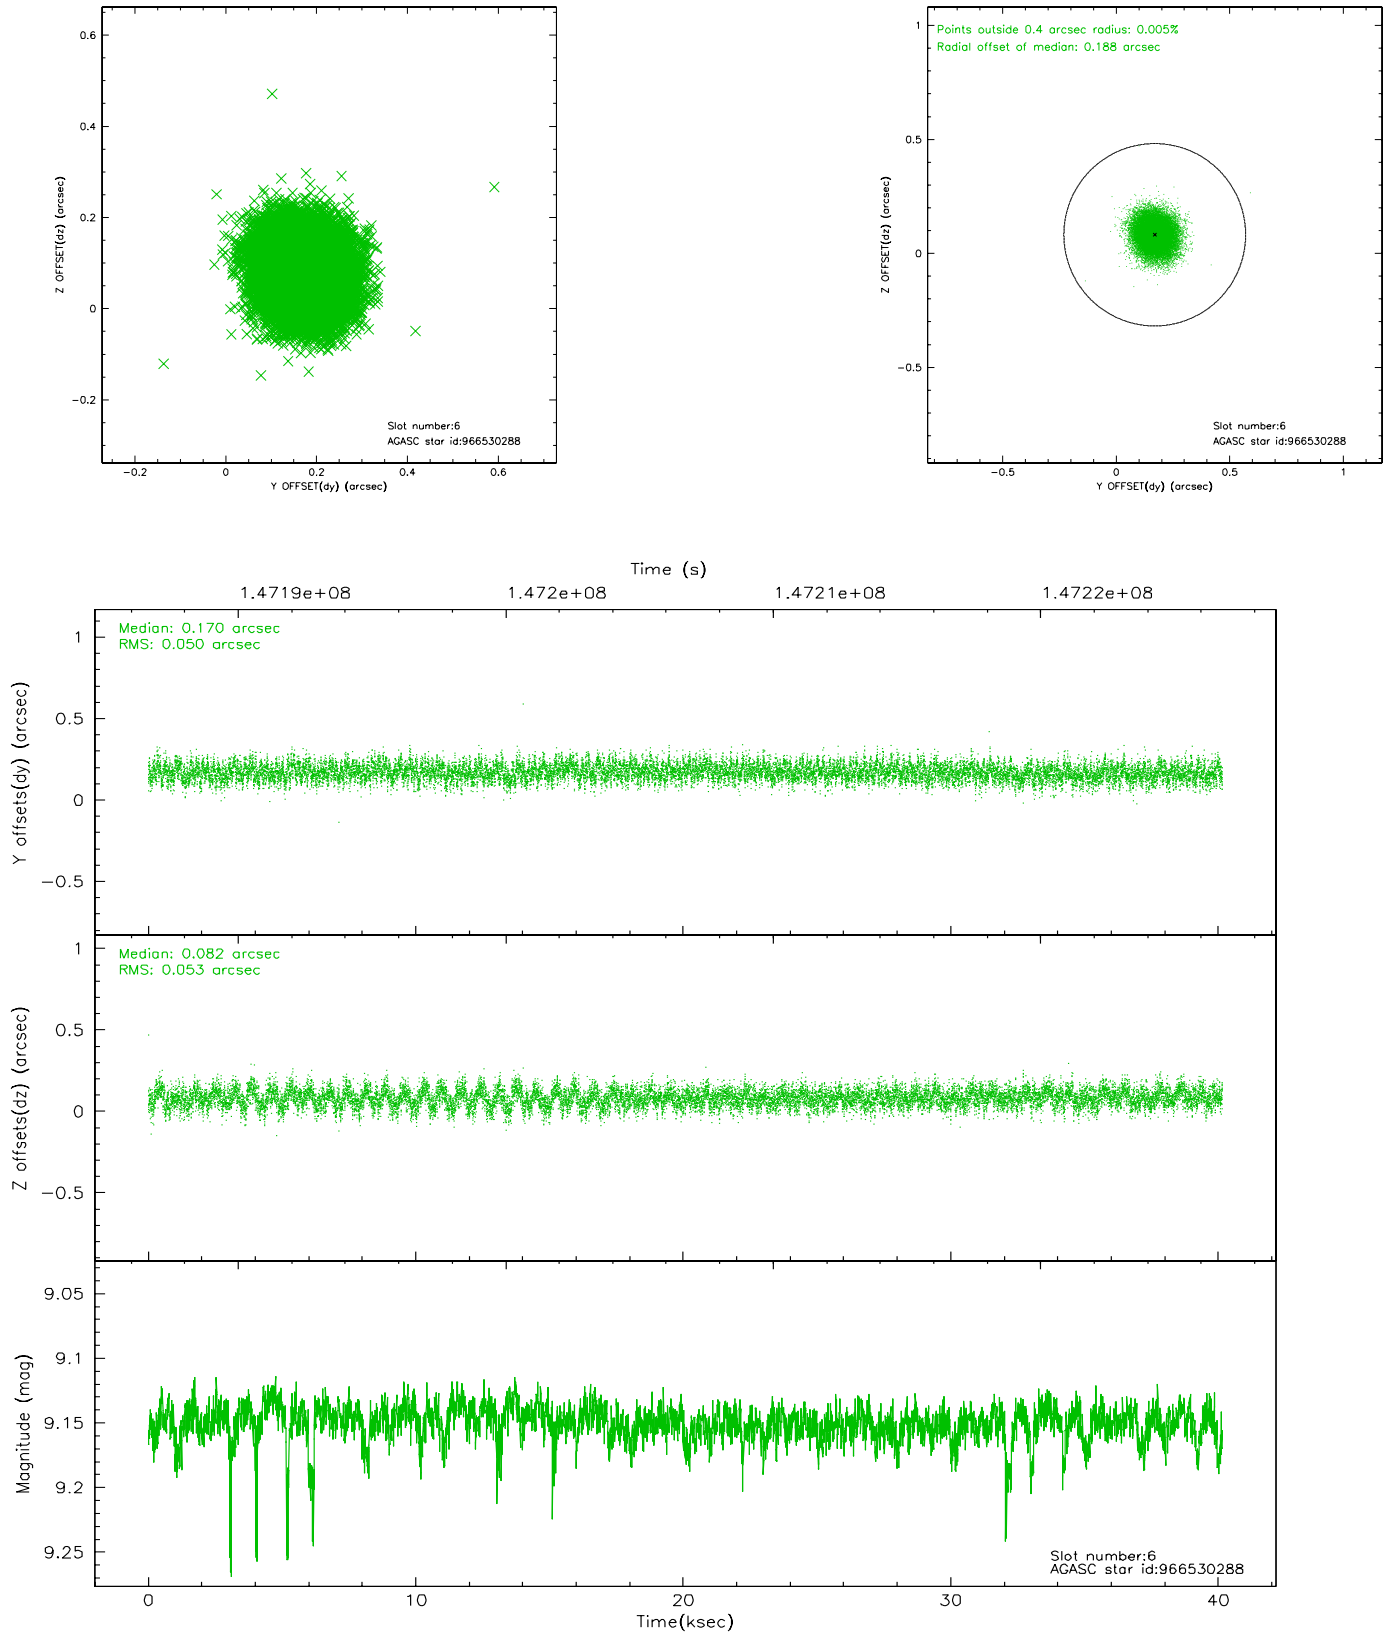 0.6
0.4
0.2
0
−0.2
Z OFFSET(dz) (arcsec)
Slot number:6
AGASC star id:966530288
−0.2 0 0.2 0.4 0.6
Y OFFSET(dy) (arcsec)
Points outside 0.4 arcsec radius: 0.005%
Radial offset of median: 0.188 arcsec
1
0.5
0
−0.5
Z OFFSET(dz) (arcsec)
Slot number:6
AGASC star id:966530288
−0.5 0 0.5 1
Y OFFSET(dy) (arcsec)
Time (s)
1.4719e+08 1.472e+08 1.4721e+08 1.4722e+08
Median: 0.170 arcsec
RMS: 0.050 arcsec
1
0.5
0
−0.5
Y offsets(dy) (arcsec)
Median: 0.082 arcsec
RMS: 0.053 arcsec
1
0.5
0
−0.5
Z offsets(dz) (arcsec)
9.05
9.1
9.15
9.2
9.25
Magnitude (mag)
Slot number:6
AGASC star id:966530288
0 10 20 30 40
Time(ksec)